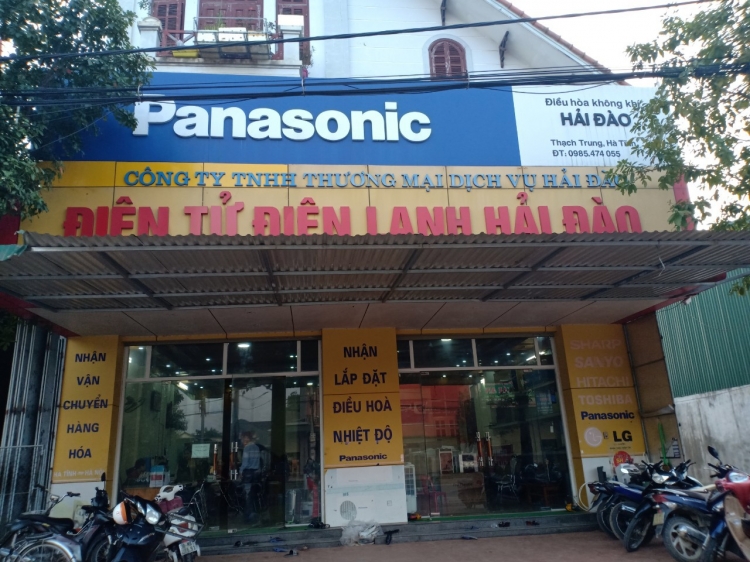 Panasonic
Điều hòa không khí
HẢI ĐÀO
Thạch Trung, Hà
ĐT: 0985.474 055
CÔNG TY TNHH THƯƠNG MẠI DỊCH VỤ HẢI ĐÀO
ĐIỆN TỬ ĐIỆN LẠNH HẢI ĐÀO
NHẬN
VẬN
CHUYỂN
HÀNG
HÓA
NHẬN
LẮP ĐẶT
ĐIỀU HOÀ
NHIỆT ĐỘ
Panasonic
SHARP
SANYO
HITACHI
TOSHIBA
Panasonic
LG